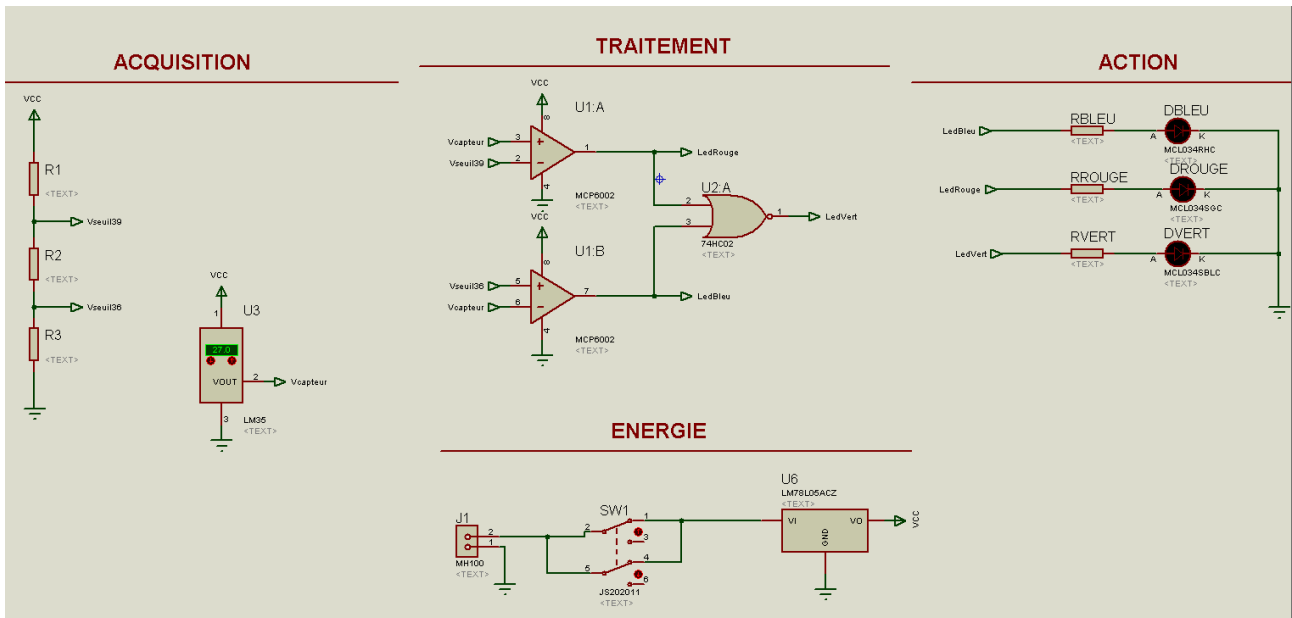 ACQUISITION
VCC
R1
<TEXT>
Vseuil39
R2
<TEXT>
Vseuil36
R3
<TEXT>
VCC
1
U3
27.0
VOUT
2
Vcapteur
3
LM35
<TEXT>
TRAITEMENT
VCC
8
U1:A
Vcapteur
3
+
1
LedRouge
Vseuil39
2
−
4
MCP6002
<TEXT>
VCC
8
U1:B
Vseuil36
5
+
7
LedBleu
Vcapteur
6
−
4
MCP6002
<TEXT>
U2:A
2
3
1
LedVert
74HC02
<TEXT>
ACTION
LedBleu
RBLEU
<TEXT>
DBLEU
A
K
MCL034RHC
<TEXT>
LedRouge
RROUGE
<TEXT>
DROUGE
A
K
MCL034SGC
<TEXT>
LedVert
RVERT
<TEXT>
DVERT
A
K
MCL034SBLC
<TEXT>
ENERGIE
J1
2
1
MH100
<TEXT>
SW1
2
1
3
5
4
6
JS202011
<TEXT>
U6
LM78L05ACZ
<TEXT>
VI
VO
GND
VCC